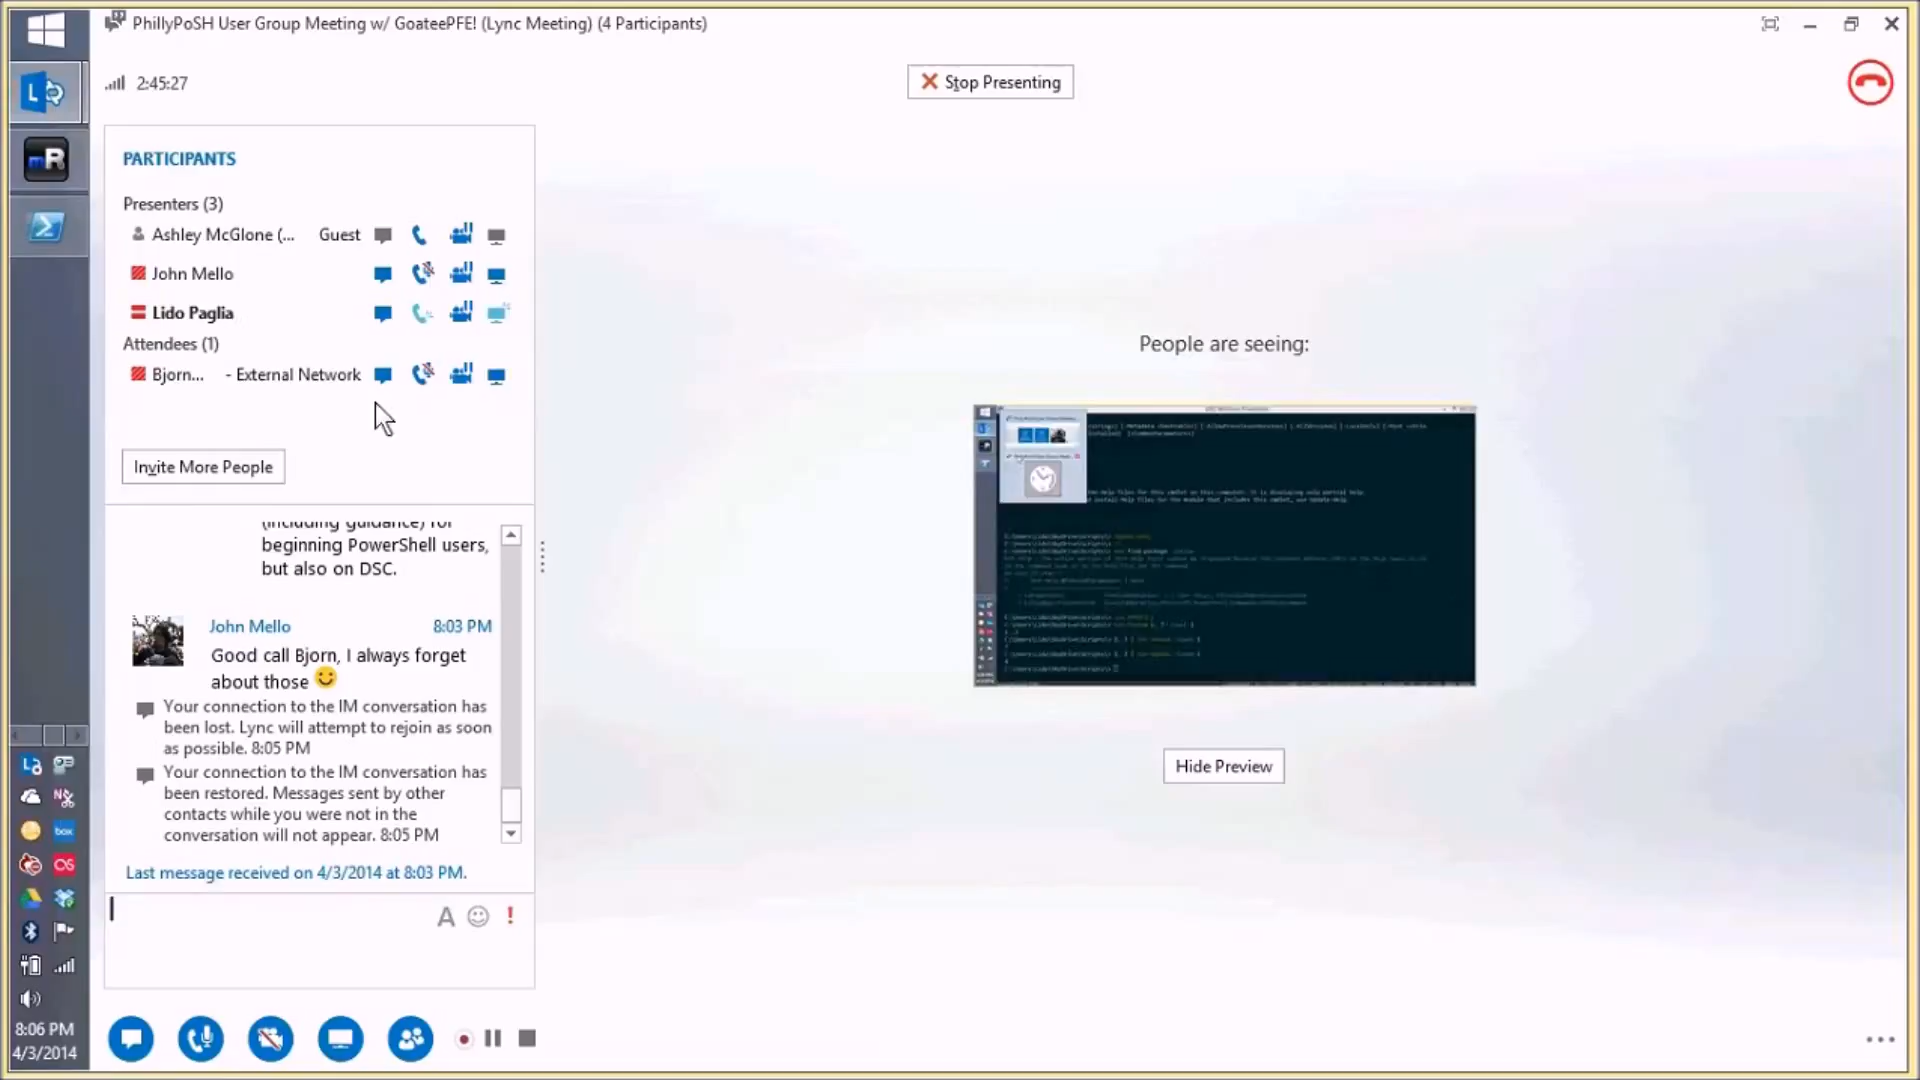 PhillyPoSH User Group Meeting w/ GoateePFE! (Lync Meeting) (4 Participants)
2:45:27
Stop Presenting
PARTICIPANTS
Presenters (3)
Ashley McGlone (... Guest
John Mello
Lido Paglia
Attendees (1)
Bjorn... - External Network
Invite More People
(including guidance) for
beginning PowerShell users,
but also on DSC.
John Mello 8:03 PM
Good call Bjorn, I always forget
about those
Your connection to the IM conversation has
been lost. Lync will attempt to rejoin as soon
as possible. 8:05 PM
Your connection to the IM conversation has
been restored. Messages sent by other
contacts while you were not in the
conversation will not appear. 8:05 PM
Last message received on 4/3/2014 at 8:03 PM.
A
!
People are seeing:
Hide Preview
mR
box
8:06 PM
4/3/2014